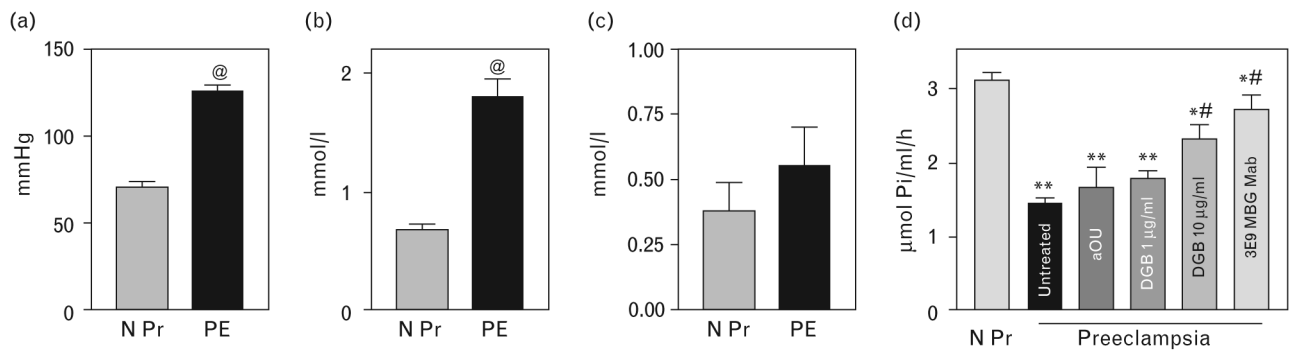 (a)
(b)
(c)
(d)
150
100
50
0
mmHg
@
N Pr
PE
2
1
0
mmol/l
@
N Pr
PE
1.00
0.75
0.50
0.25
0.00
mmol/l
N Pr
PE
3
2
1
0
μmol Pi/ml/h
**
**
**
*#
*#
Untreated
aOU
DGB 1 μg/ml
DGB 10 μg/ml
3E9 MBG Mab
N Pr
Preeclampsia